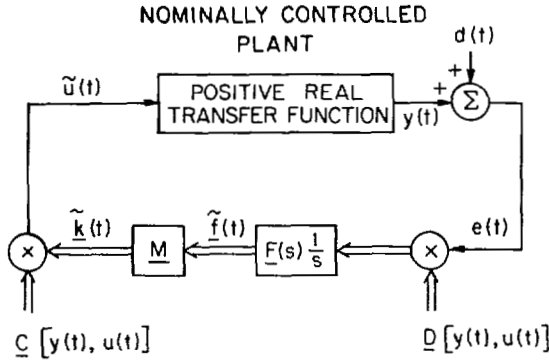 NOMINALLY CONTROLLED
PLANT
d(t)
+
ũ(t)
POSITIVE REAL
TRANSFER FUNCTION
y(t)
+
Σ
k̃(t)
f̃(t)
e(t)
×
M
F(s) 1/s
×
C [y(t), u(t)]
D [y(t), u(t)]